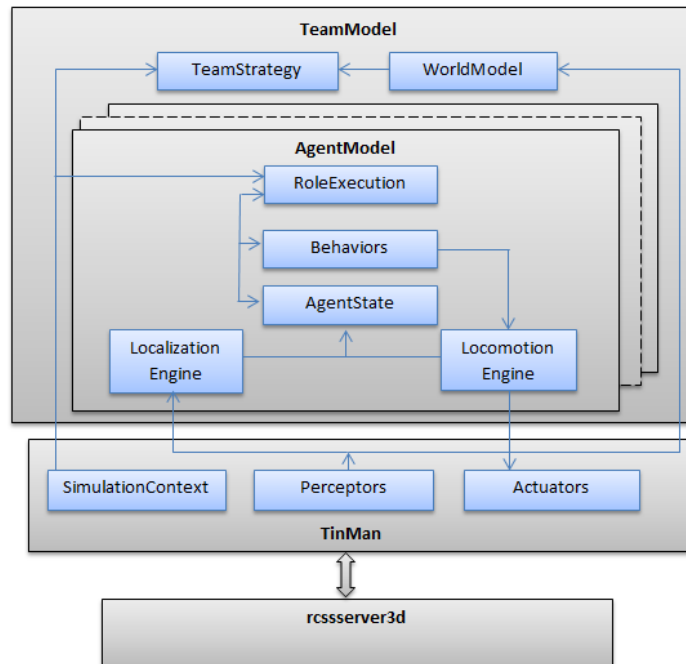 TeamModel
TeamStrategy
WorldModel
AgentModel
RoleExecution
Behaviors
AgentState
Localization
Engine
Locomotion
Engine
SimulationContext
Perceptors
Actuators
TinMan
rcssserver3d